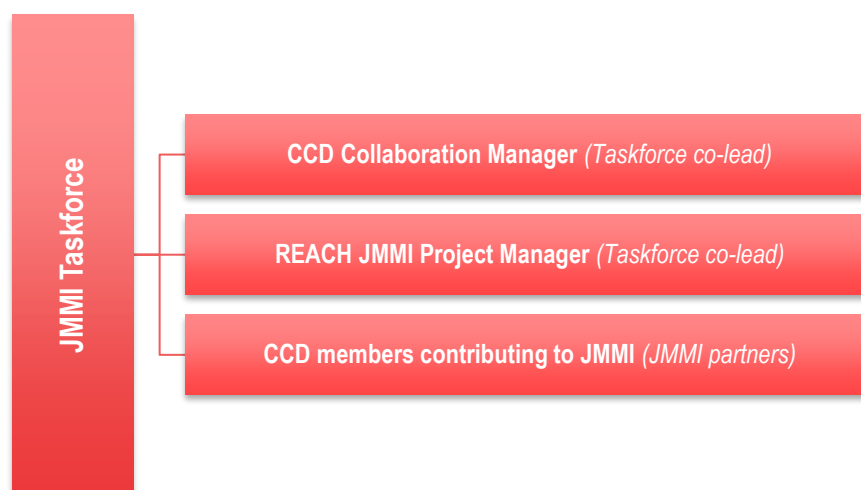 JMMI Taskforce
CCD Collaboration Manager (Taskforce co-lead)
REACH JMMI Project Manager (Taskforce co-lead)
CCD members contributing to JMMI (JMMI partners)